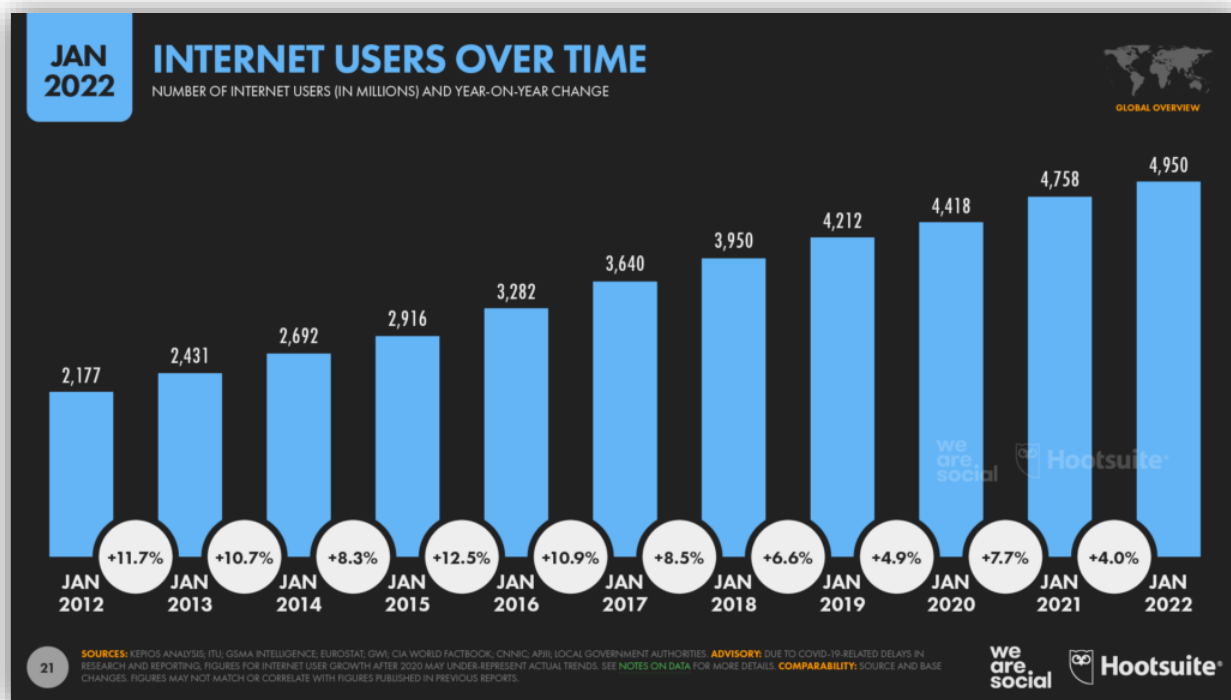 JAN
2022
INTERNET USERS OVER TIME
NUMBER OF INTERNET USERS (IN MILLIONS) AND YEAR-ON-YEAR CHANGE
GLOBAL OVERVIEW
2,177
2,431
2,692
2,916
3,282
3,640
3,950
4,212
4,418
4,758
4,950
we
are
social
Hootsuite®
+11.7%
+10.7%
+8.3%
+12.5%
+10.9%
+8.5%
+6.6%
+4.9%
+7.7%
+4.0%
JAN
2012
JAN
2013
JAN
2014
JAN
2015
JAN
2016
JAN
2017
JAN
2018
JAN
2019
JAN
2020
JAN
2021
JAN
2022
21
SOURCES: KEPIOS ANALYSIS; ITU; GSMA INTELLIGENCE; EUROSTAT; GWI; CIA WORLD FACTBOOK; CNNIC; APJII; LOCAL GOVERNMENT AUTHORITIES. ADVISORY: DUE TO COVID-19-RELATED DELAYS IN
RESEARCH AND REPORTING, FIGURES FOR INTERNET USER GROWTH AFTER 2020 MAY UNDER-REPRESENT ACTUAL TRENDS. SEE NOTES ON DATA FOR MORE DETAILS. COMPARABILITY: SOURCE AND BASE
CHANGES. FIGURES MAY NOT MATCH OR CORRELATE WITH FIGURES PUBLISHED IN PREVIOUS REPORTS.
we
are
social
Hootsuite®